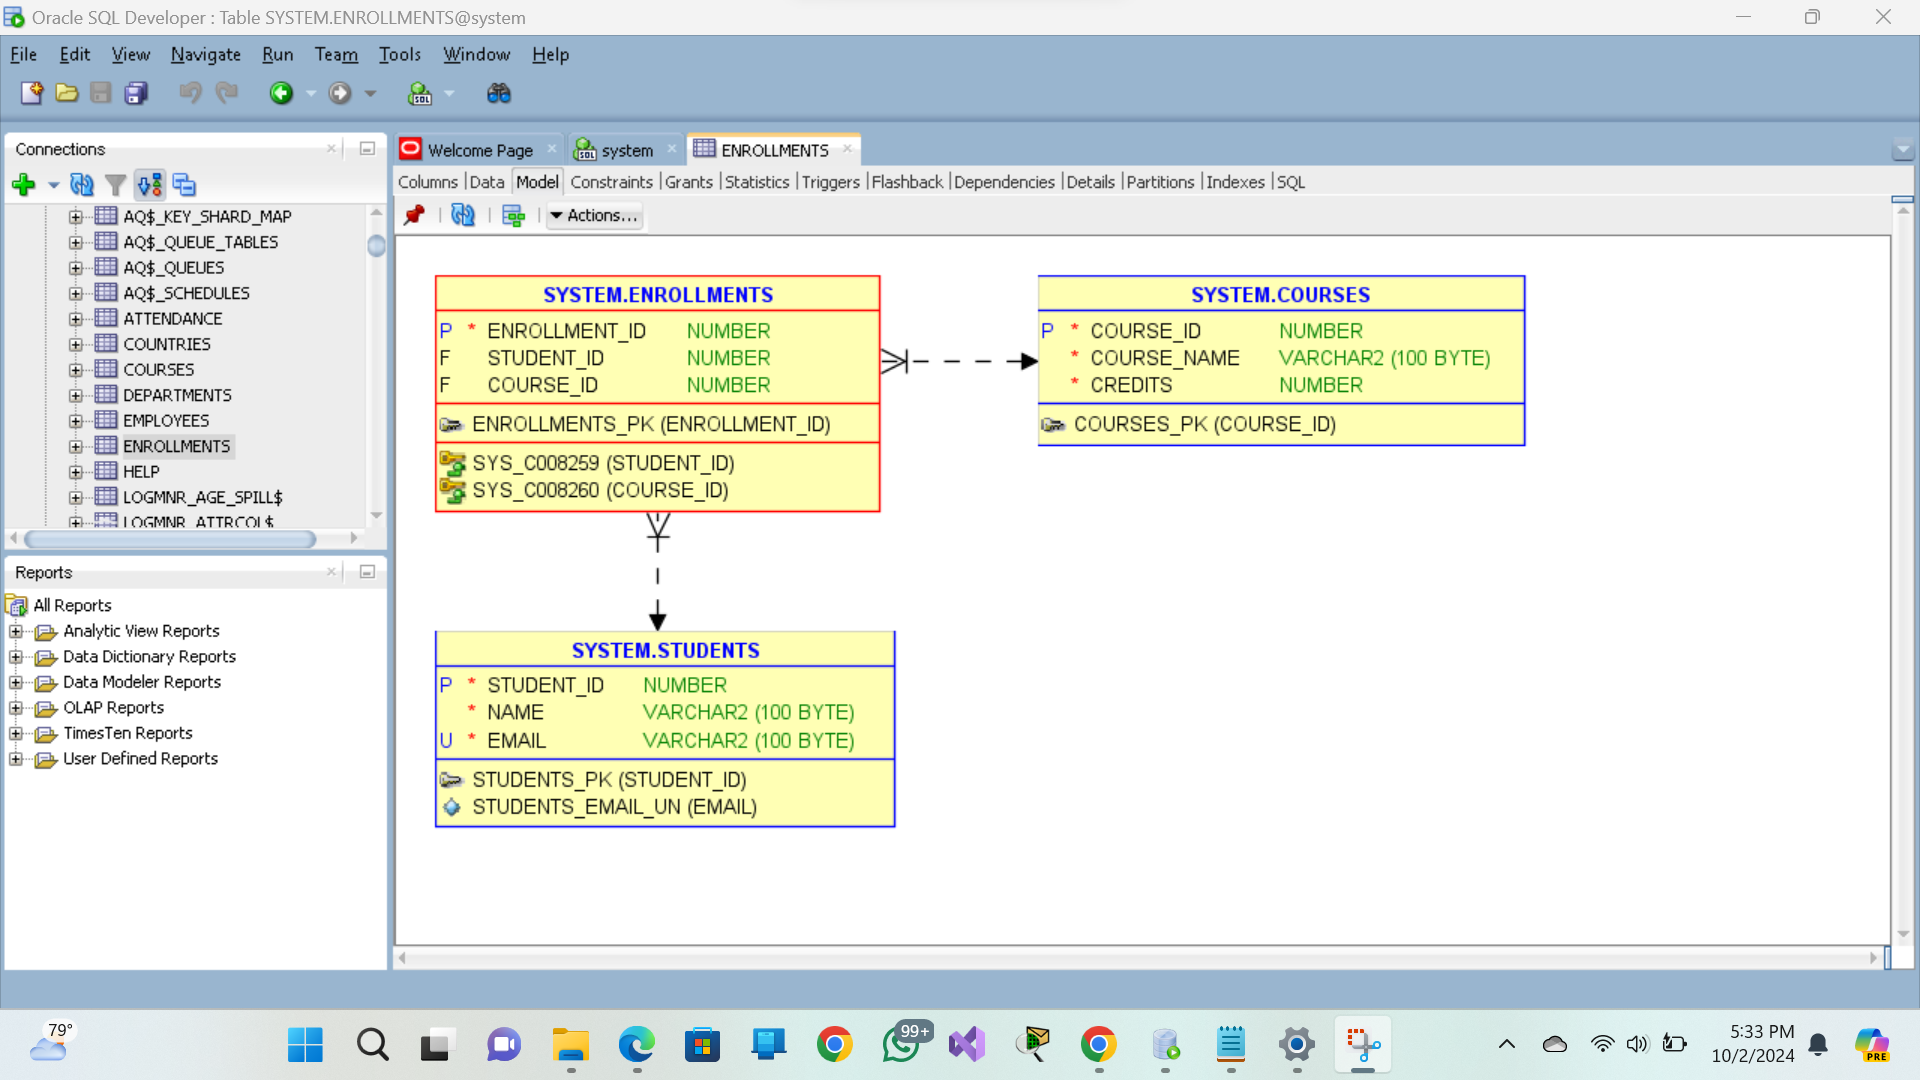 Oracle SQL Developer : Table SYSTEM.ENROLLMENTS@system
File Edit View Navigate Run Team Tools Window Help
SQL
Connections
Welcome Page
system
ENROLLMENTS
Columns Data Model Constraints Grants Statistics Triggers Flashback Dependencies Details Partitions Indexes SQL
Actions...
AQ$_KEY_SHARD_MAP
AQ$_QUEUE_TABLES
AQ$_QUEUES
AQ$_SCHEDULES
ATTENDANCE
COUNTRIES
COURSES
DEPARTMENTS
EMPLOYEES
ENROLLMENTS
HELP
LOGMNR_AGE_SPILL$
LOGMNR_ATTRCOL$
Reports
All Reports
Analytic View Reports
Data Dictionary Reports
Data Modeler Reports
OLAP Reports
TimesTen Reports
User Defined Reports
SYSTEM.ENROLLMENTS
P * ENROLLMENT_ID NUMBER
F STUDENT_ID NUMBER
F COURSE_ID NUMBER
ENROLLMENTS_PK (ENROLLMENT_ID)
SYS_C008259 (STUDENT_ID)
SYS_C008260 (COURSE_ID)
SYSTEM.COURSES
P * COURSE_ID NUMBER
* COURSE_NAME VARCHAR2 (100 BYTE)
* CREDITS NUMBER
COURSES_PK (COURSE_ID)
SYSTEM.STUDENTS
P * STUDENT_ID NUMBER
* NAME VARCHAR2 (100 BYTE)
U * EMAIL VARCHAR2 (100 BYTE)
STUDENTS_PK (STUDENT_ID)
STUDENTS_EMAIL_UN (EMAIL)
79°
99+
5:33 PM
10/2/2024
PRE